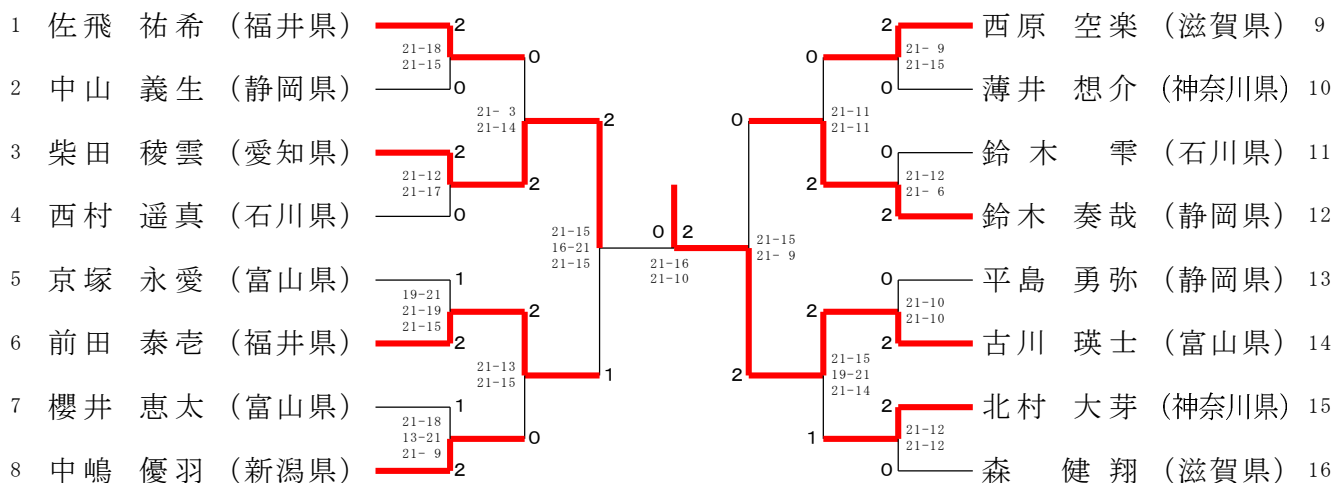 1 佐飛 祐希 (福井県) 2 2 西原 空楽 (滋賀県) 9
21-18 0 0 21- 9
21-15 21-15
2 中山 義生 (静岡県) 0 0 薄井 想介 (神奈川県) 10
21- 3 2 0 21-11
21-14 21-11
3 柴田 稜雲 (愛知県) 2 0 鈴木 雫 (石川県) 11
21-12 2 2 21-12
21-17 21- 6
4 西村 遥真 (石川県) 0 2 鈴木 奏哉 (静岡県) 12
21-15 0 2 21-15
16-21 21-9
21-15 21-16
21-10
5 京塚 永愛 (富山県) 1 0 平島 勇弥 (静岡県) 13
19-21 2 2 21-10
21-19 21-10
21-15
6 前田 泰壱 (福井県) 2 2 古川 瑛士 (富山県) 14
21-13 1 2 21-15
21-15 19-21
21-14
7 櫻井 恵太 (富山県) 1 2 北村 大芽 (神奈川県) 15
21-18 0 1 21-12
13-21 21-12
21- 9
8 中嶋 優羽 (新潟県) 2 0 森 健翔 (滋賀県) 16